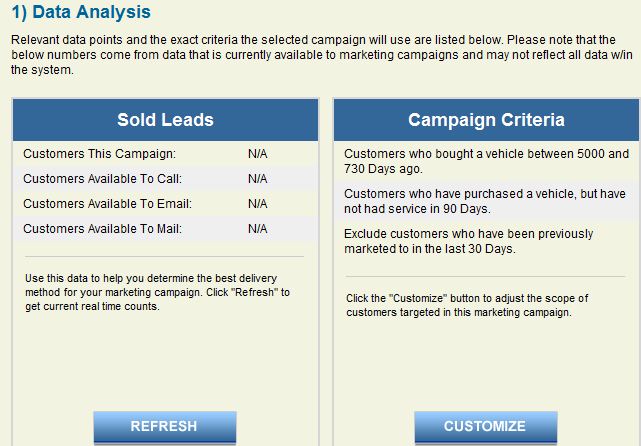 1) Data Analysis
Relevant data points and the exact criteria the selected campaign will use are listed below. Please note that the
below numbers come from data that is currently available to marketing campaigns and may not reflect all data w/in
the system.
Sold Leads
Customers This Campaign: N/A
Customers Available To Call: N/A
Customers Available To Email: N/A
Customers Available To Mail: N/A
Use this data to help you determine the best delivery
method for your marketing campaign. Click "Refresh" to
get current real time counts.
REFRESH
Campaign Criteria
Customers who bought a vehicle between 5000 and
730 Days ago.
Customers who have purchased a vehicle, but have
not had service in 90 Days.
Exclude customers who have been previously
marketed to in the last 30 Days.
Click the "Customize" button to adjust the scope of
customers targeted in this marketing campaign.
CUSTOMIZE